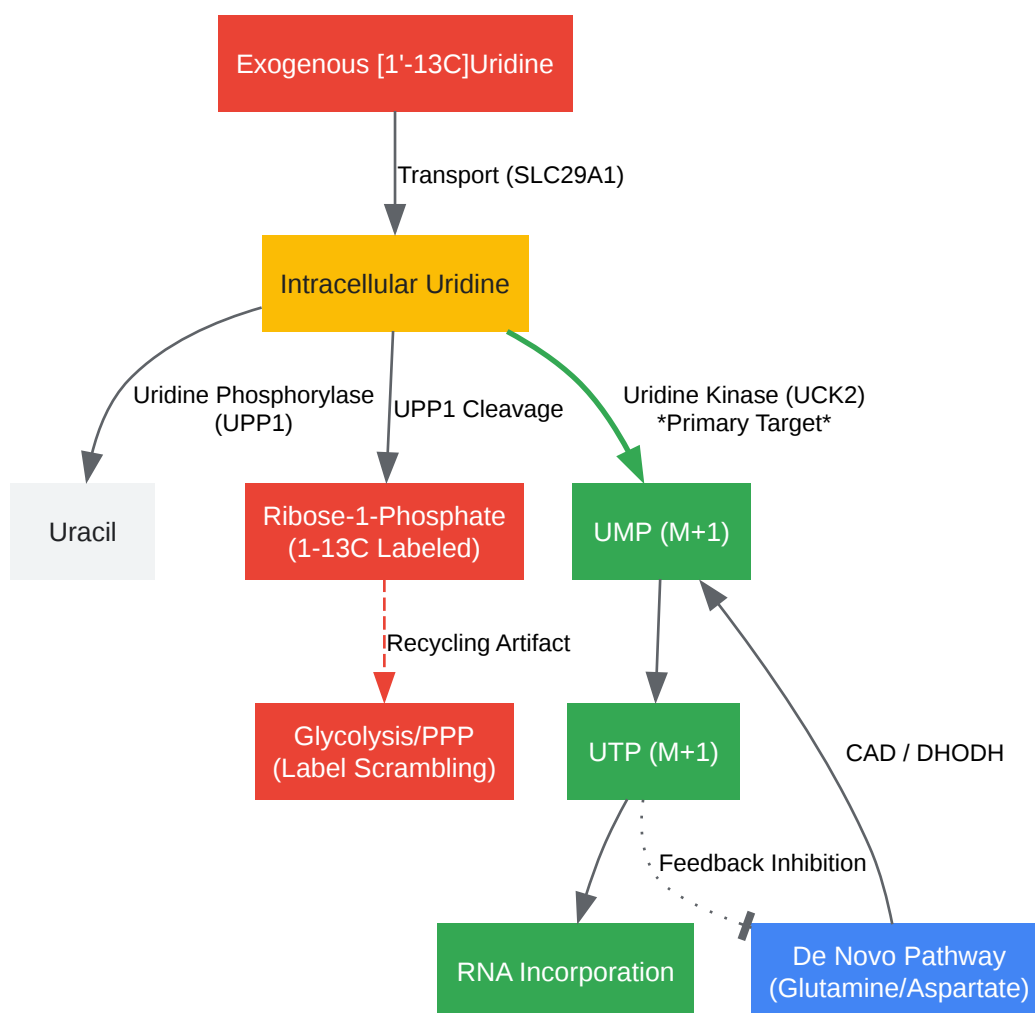 Exogenous [1'-13C]Uridine
Transport (SLC29A1)
Intracellular Uridine
Uridine Phosphorylase
(UPP1)
UPP1 Cleavage
Uridine Kinase (UCK2)
*Primary Target*
Uracil
Ribose-1-Phosphate
(1-13C Labeled)
UMP (M+1)
Recycling Artifact
Glycolysis/PPP
(Label Scrambling)
UTP (M+1)
CAD / DHODH
Feedback Inhibition
RNA Incorporation
De Novo Pathway
(Glutamine/Aspartate)